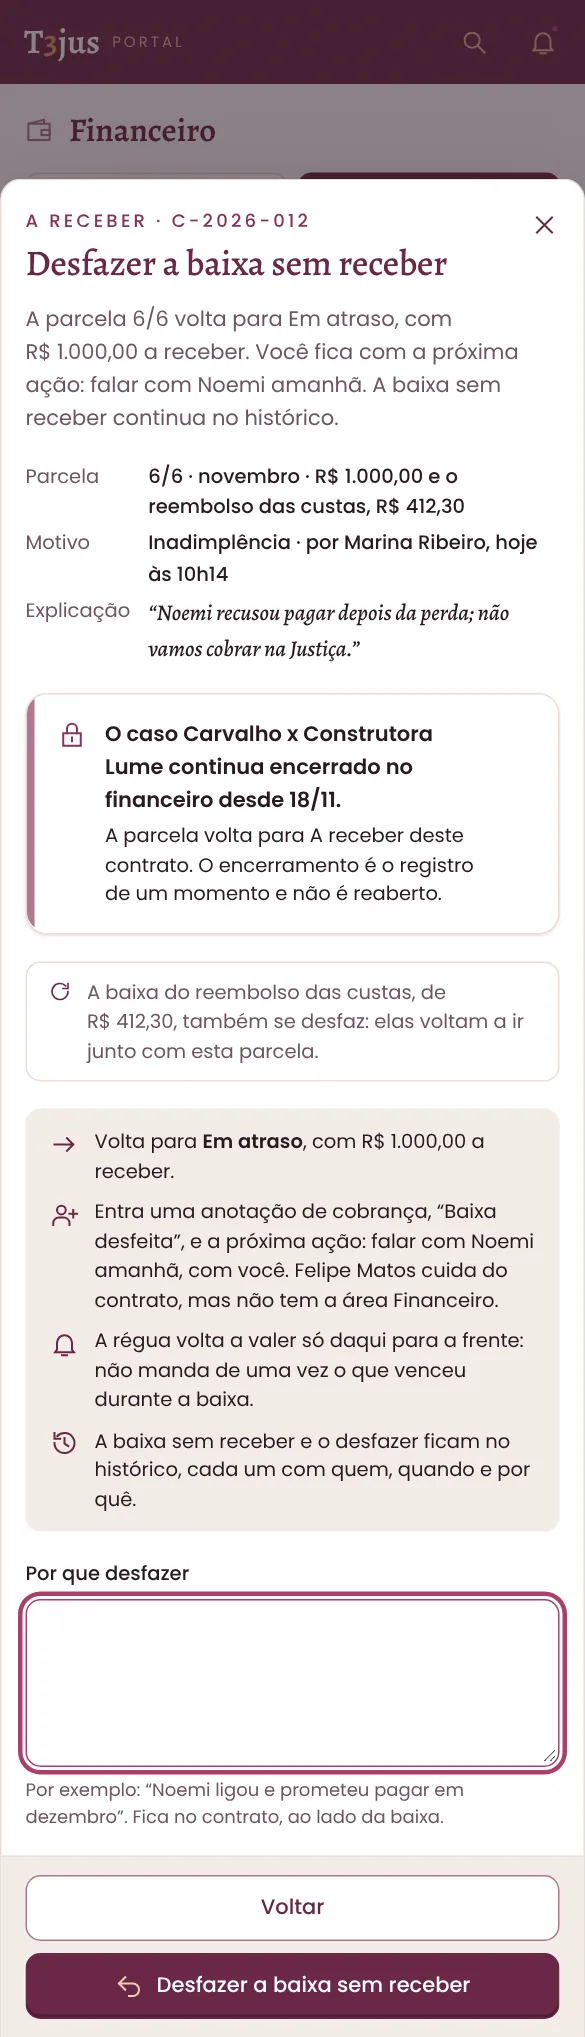 T3jus PORTAL
Financeiro
A RECEBER · C-2026-012
Desfazer a baixa sem receber
A parcela 6/6 volta para Em atraso, com
R$ 1.000,00 a receber. Você fica com a próxima
ação: falar com Noemi amanhã. A baixa sem
receber continua no histórico.
Parcela 6/6 · novembro · R$ 1.000,00 e o
reembolso das custas, R$ 412,30
Motivo Inadimplência · por Marina Ribeiro, hoje
às 10h14
Explicação “Noemi recusou pagar depois da perda; não
vamos cobrar na Justiça.”
O caso Carvalho x Construtora
Lume continua encerrado no
financeiro desde 18/11.
A parcela volta para A receber deste
contrato. O encerramento é o registro
de um momento e não é reaberto.
A baixa do reembolso das custas, de
R$ 412,30, também se desfaz: elas voltam a ir
junto com esta parcela.
Volta para Em atraso, com R$ 1.000,00 a
receber.
Entra uma anotação de cobrança, “Baixa
desfeita”, e a próxima ação: falar com Noemi
amanhã, com você. Felipe Matos cuida do
contrato, mas não tem a área Financeiro.
A régua volta a valer só daqui para a frente:
não manda de uma vez o que venceu
durante a baixa.
A baixa sem receber e o desfazer ficam no
histórico, cada um com quem, quando e por
quê.
Por que desfazer
Por exemplo: “Noemi ligou e prometeu pagar em
dezembro”. Fica no contrato, ao lado da baixa.
Voltar
Desfazer a baixa sem receber